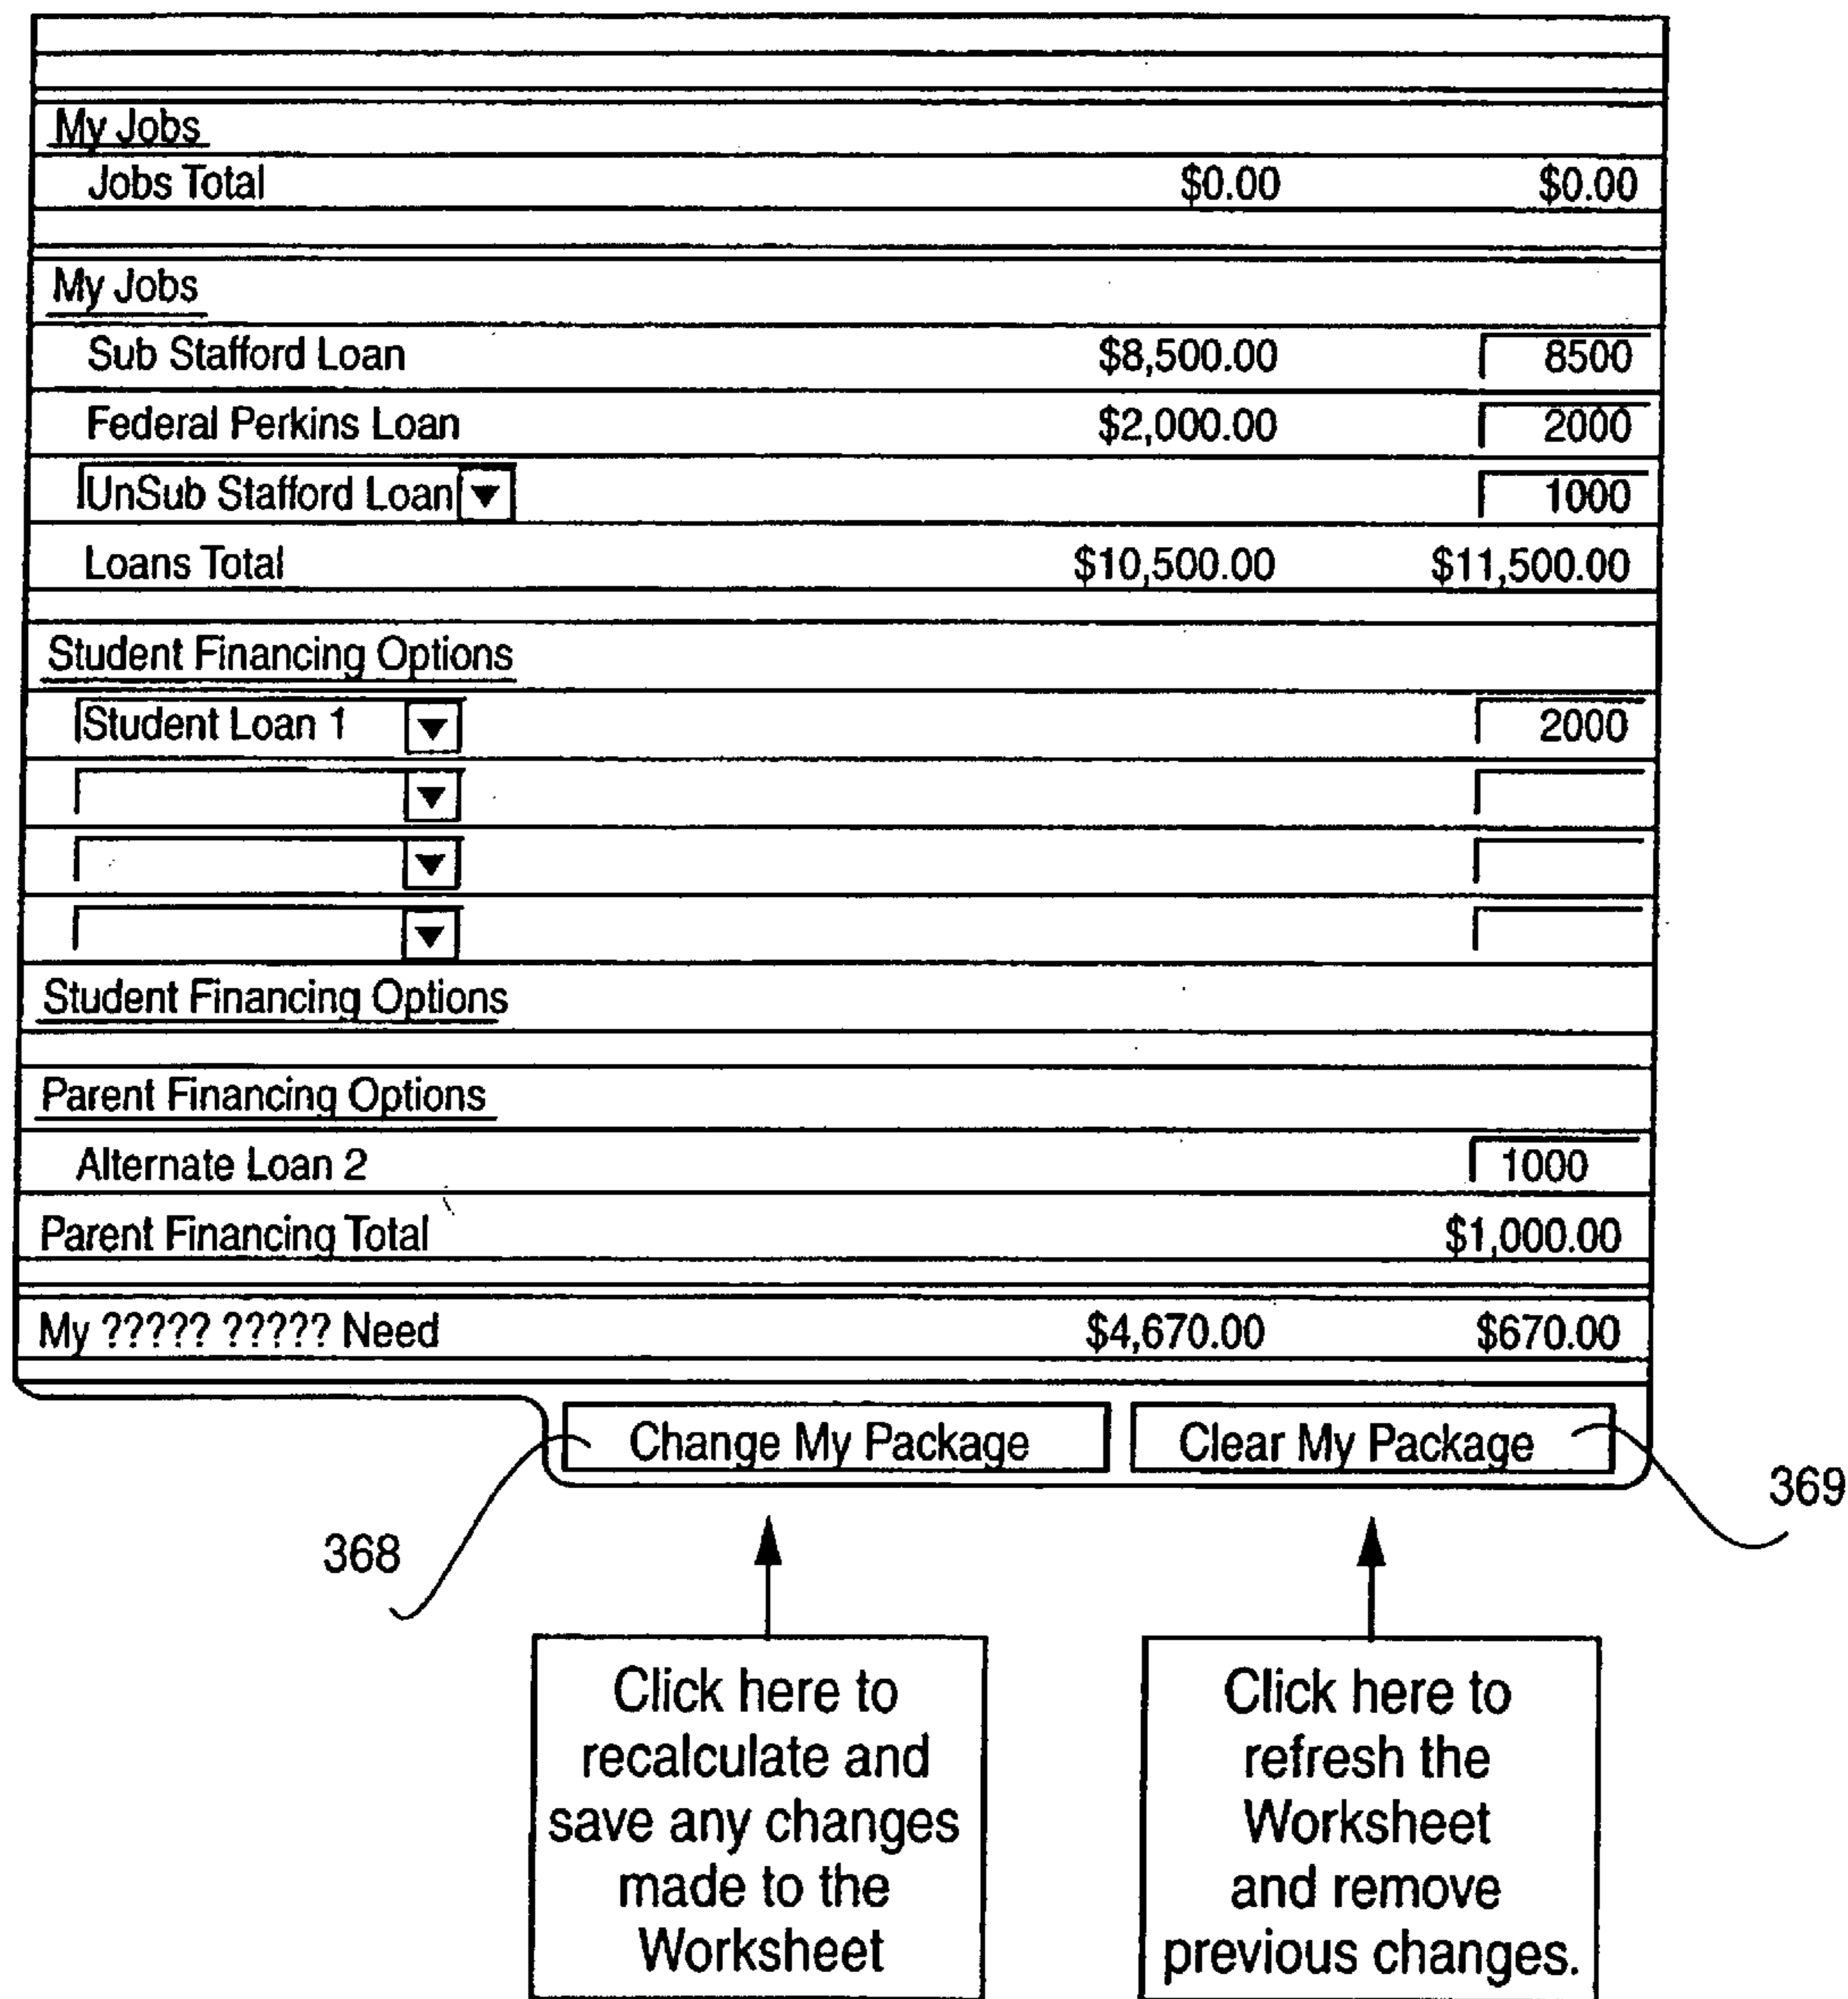 My Jobs
Jobs Total $0.00 $0.00
My Jobs
Sub Stafford Loan $8,500.00 8500
Federal Perkins Loan $2,000.00 2000
UnSub Stafford Loan 1000
Loans Total $10,500.00 $11,500.00
Student Financing Options
Student Loan 1 2000
Student Financing Options
Parent Financing Options
Alternate Loan 2 1000
Parent Financing Total $1,000.00
My ????? ????? Need $4,670.00 $670.00
Change My Package Clear My Package
369
368
Click here to
recalculate and
save any changes
made to the
Worksheet
Click here to
refresh the
Worksheet
and remove
previous changes.